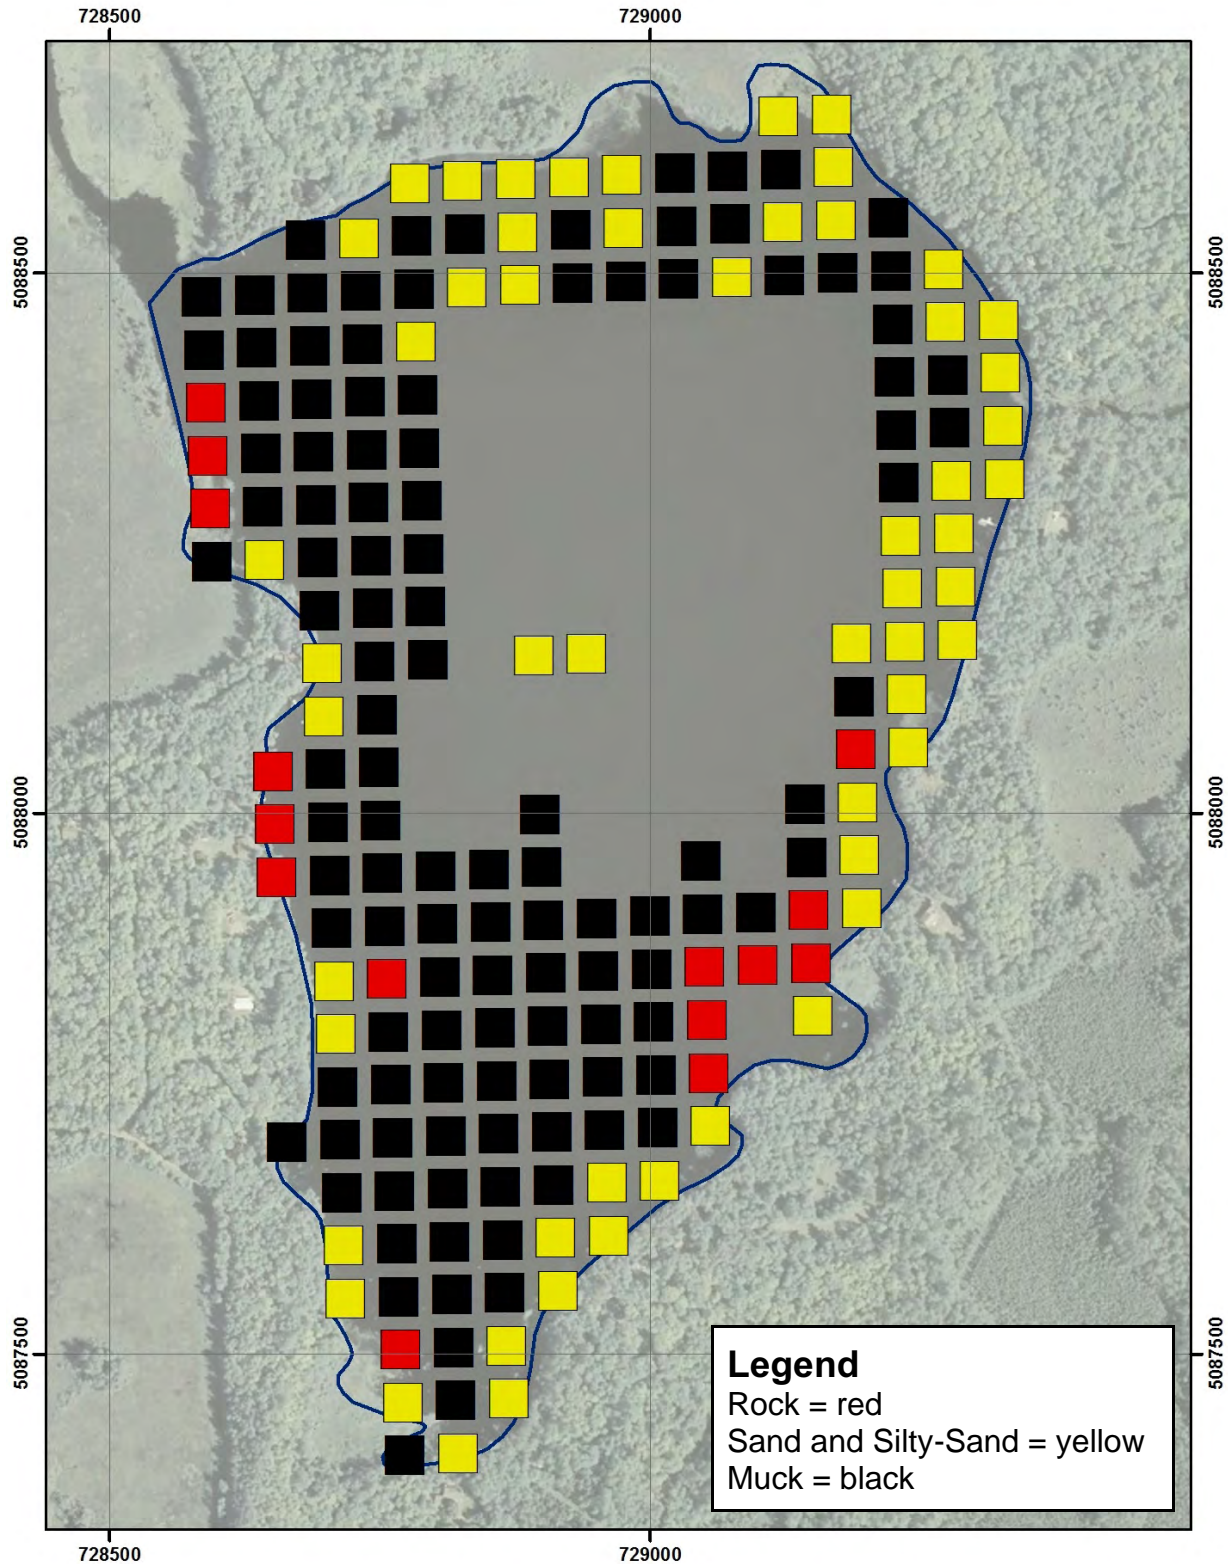 728500 729000
5088500 5088500
5088000 5088000
5087500 5087500
Legend
Rock = red
Sand and Silty-Sand = yellow
Muck = black
728500 729000